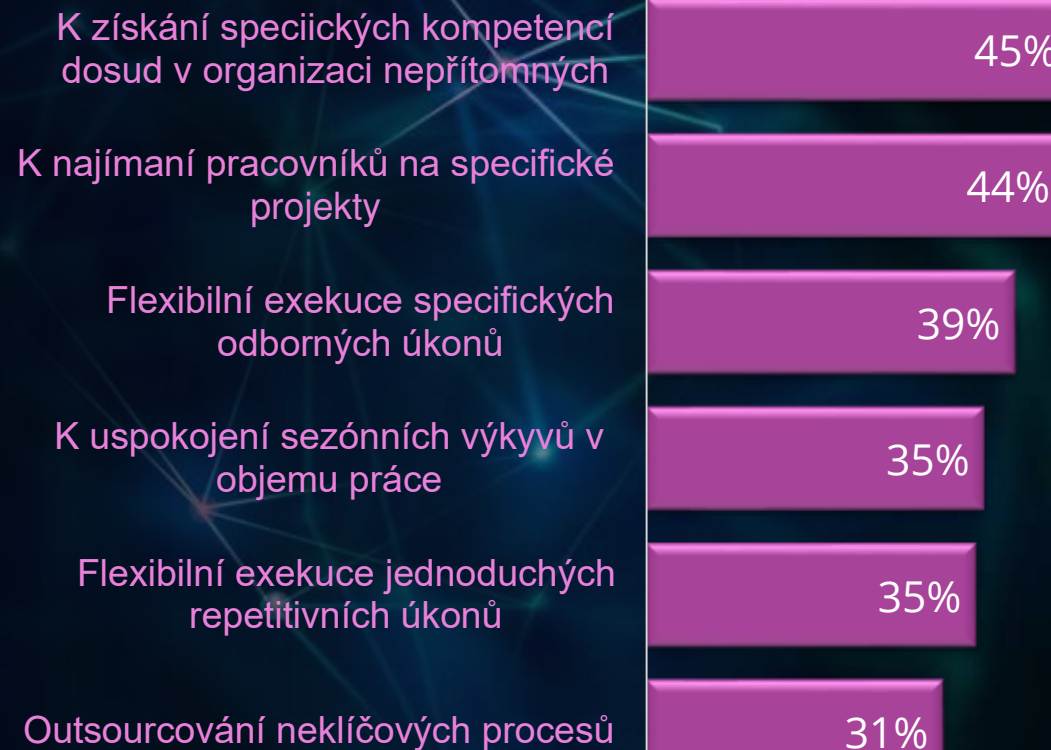 K získání speciických kompetencí
dosud v organizaci nepřítomných
45%
K najímaní pracovníků na specifické
projekty
44%
Flexibilní exekuce specifických
odborných úkonů
39%
K uspokojení sezónních výkyvů v
objemu práce
35%
Flexibilní exekuce jednoduchých
repetitivních úkonů
35%
Outsourcování neklíčových procesů
31%